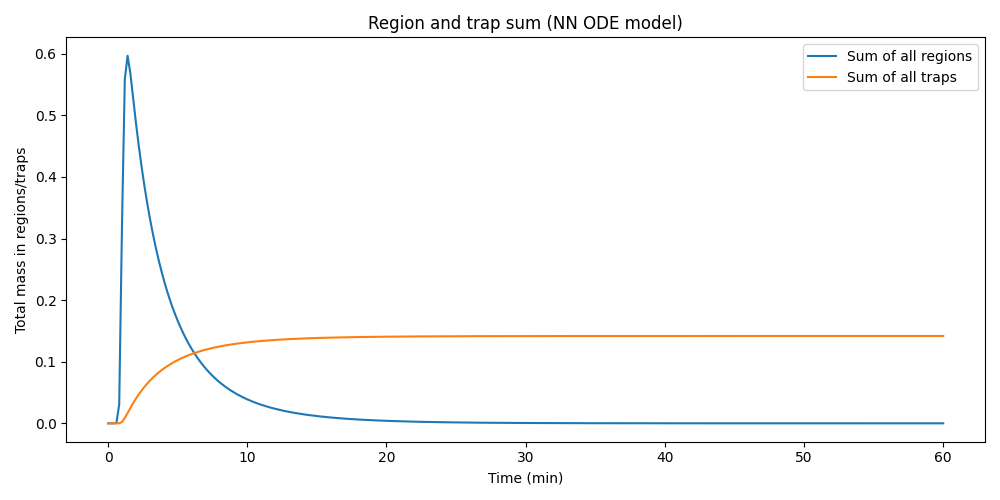 Region and trap sum (NN ODE model)
Sum of all regions
Sum of all traps
Total mass in regions/traps
0.6
0.5
0.4
0.3
0.2
0.1
0.0
0 10 20 30 40 50 60
Time (min)